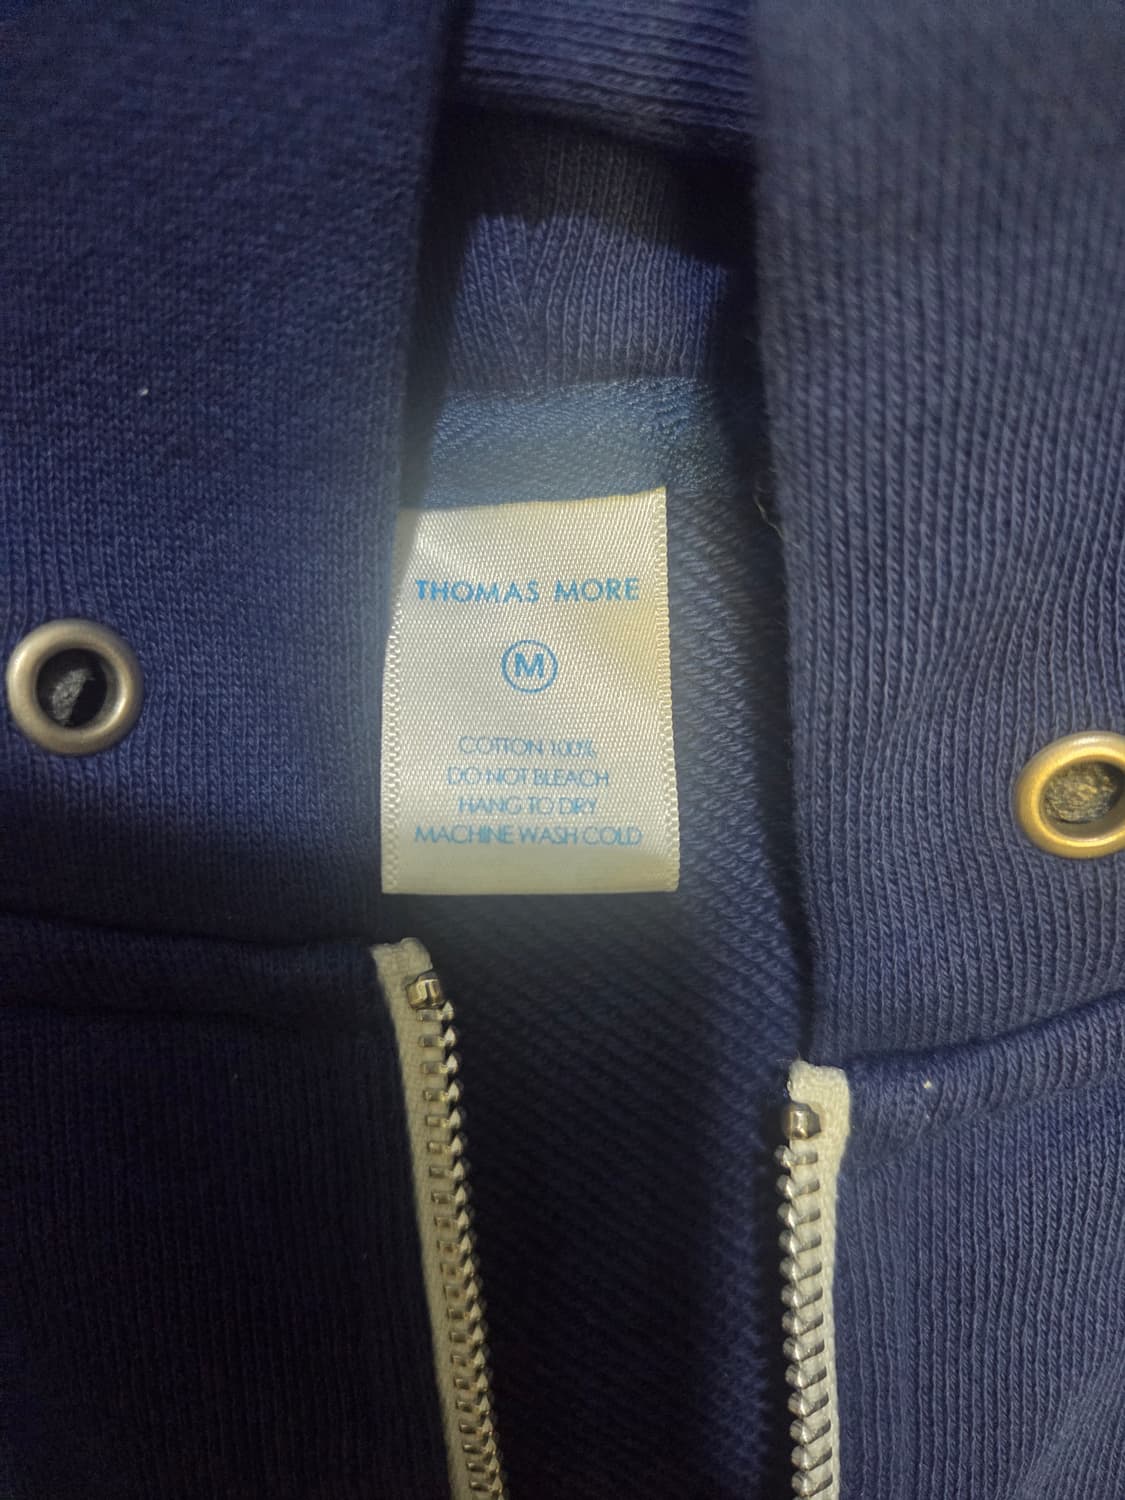 THOMAS MORE
M
COTTON 100%
DO NOT BLEACH
HANG TO DRY
MACHINE WASH COLD